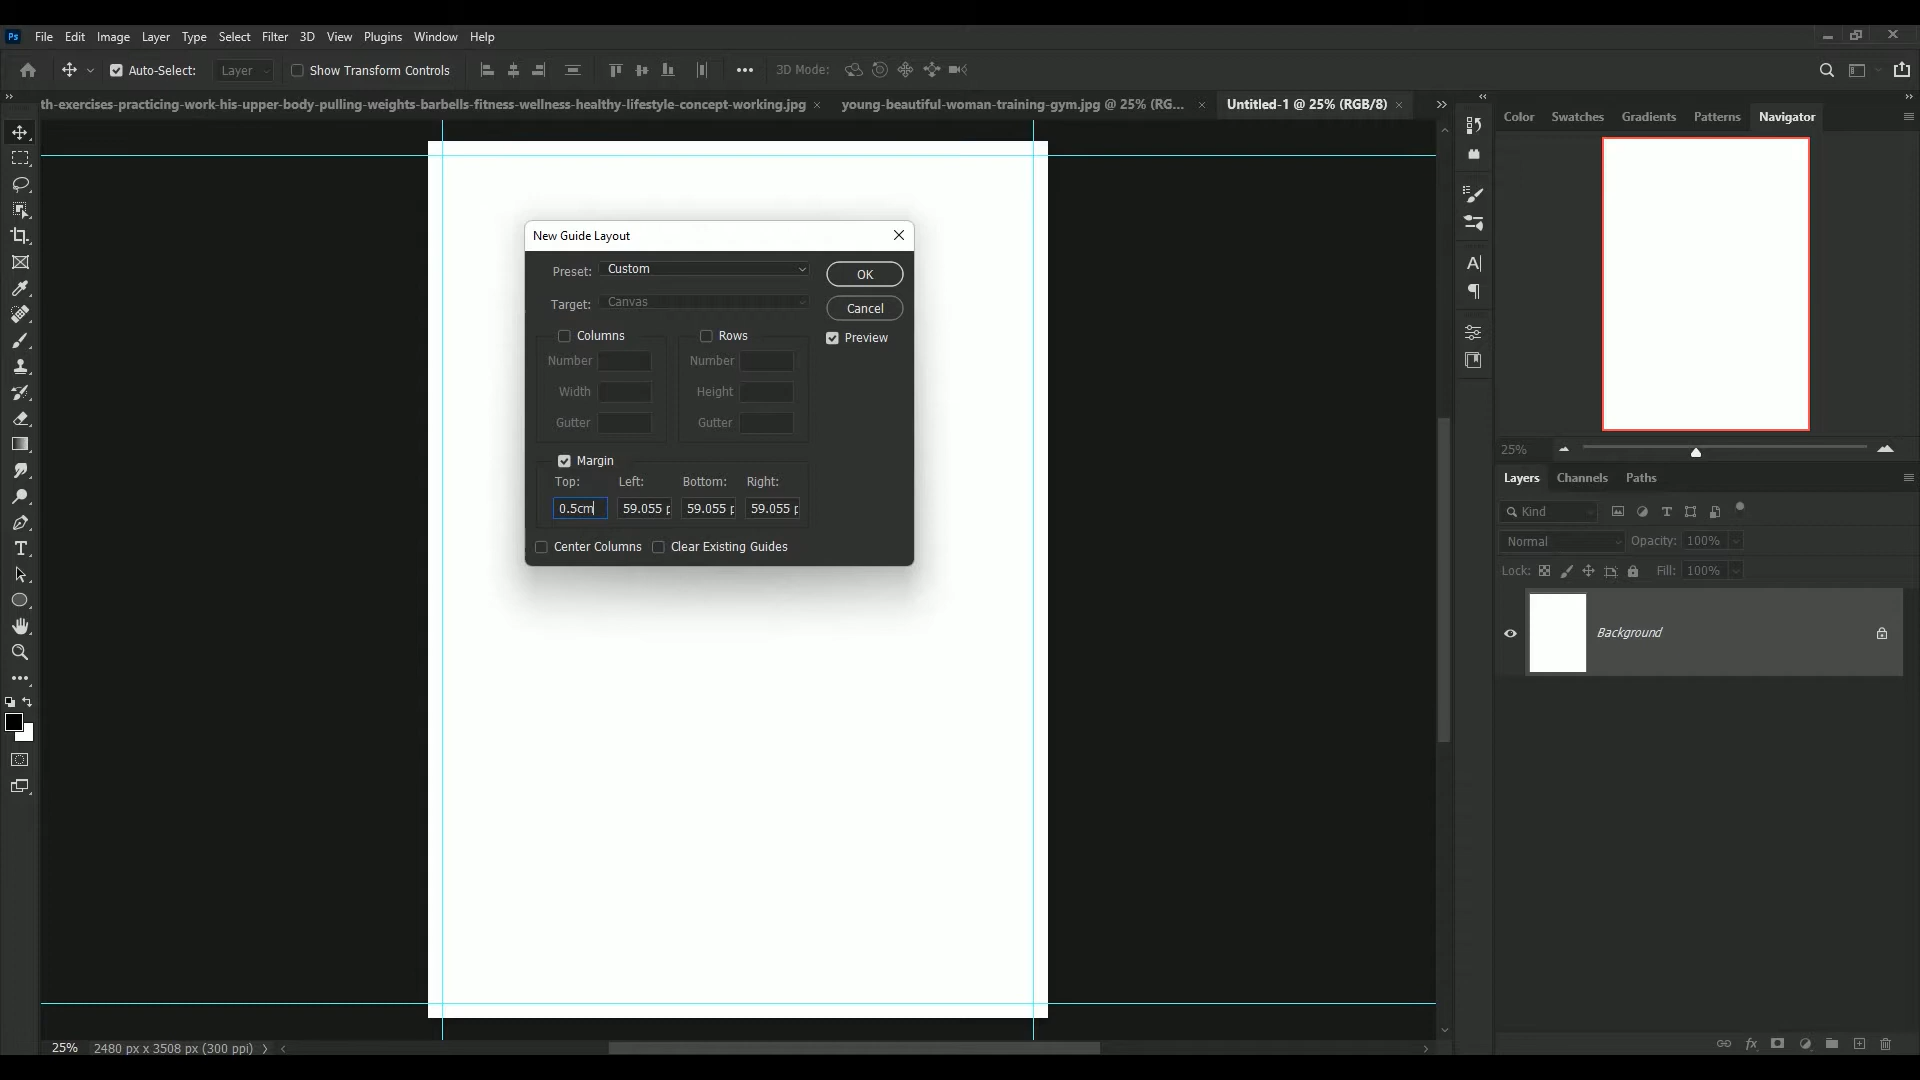 Ps File Edit Image Layer Type Select Filter 3D View Plugins Window Help
Auto-Select: Layer Show Transform Controls 3D Mode:
th-exercises-practicing-work-his-upper-body-pulling-weights-barbells-fitness-wellness-healthy-lifestyle-concept-working.jpg × young-beautiful-woman-training-gym.jpg @ 25% (RG... × Untitled-1 @ 25% (RGB/8) ×
Color Swatches Gradients Patterns Navigator
New Guide Layout
Preset: Custom
OK
Target: Canvas
Cancel
Columns Rows
Preview
Number Number
Width Height
Gutter Gutter
Margin
Top: Left: Bottom: Right:
0.5cm 59.055 p 59.055 p 59.055 p
Center Columns Clear Existing Guides
25%
Layers Channels Paths
Kind
Normal Opacity: 100%
Lock: Fill: 100%
Background
25% 2480 px x 3508 px (300 ppi)